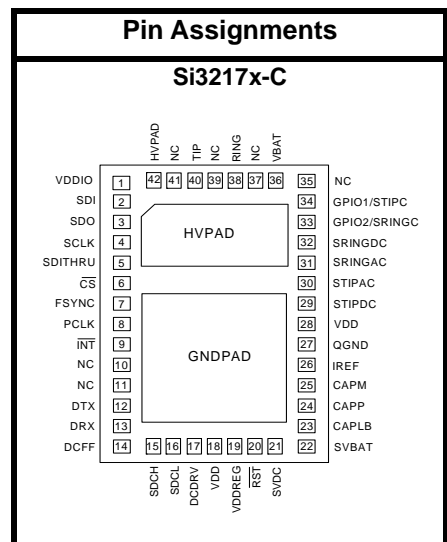 Pin Assignments
Si3217x-C
HVPAD
NC
TIP
NC
RING
NC
VBAT
42 41 40 39 38 37 36
VDDIO 1
SDI 2
SDO 3
SCLK 4
SDITHRU 5
CS 6
FSYNC 7
PCLK 8
INT 9
NC 10
NC 11
DTX 12
DRX 13
DCFF 14
HVPAD
GNDPAD
35 NC
34 GPIO1/STIPC
33 GPIO2/SRINGC
32 SRINGDC
31 SRINGAC
30 STIPAC
29 STIPDC
28 VDD
27 QGND
26 IREF
25 CAPM
24 CAPP
23 CAPLB
22 SVBAT
15 16 17 18 19 20 21
SDCH
SDCL
DCDRV
VDD
VDDREG
RST
SVDC